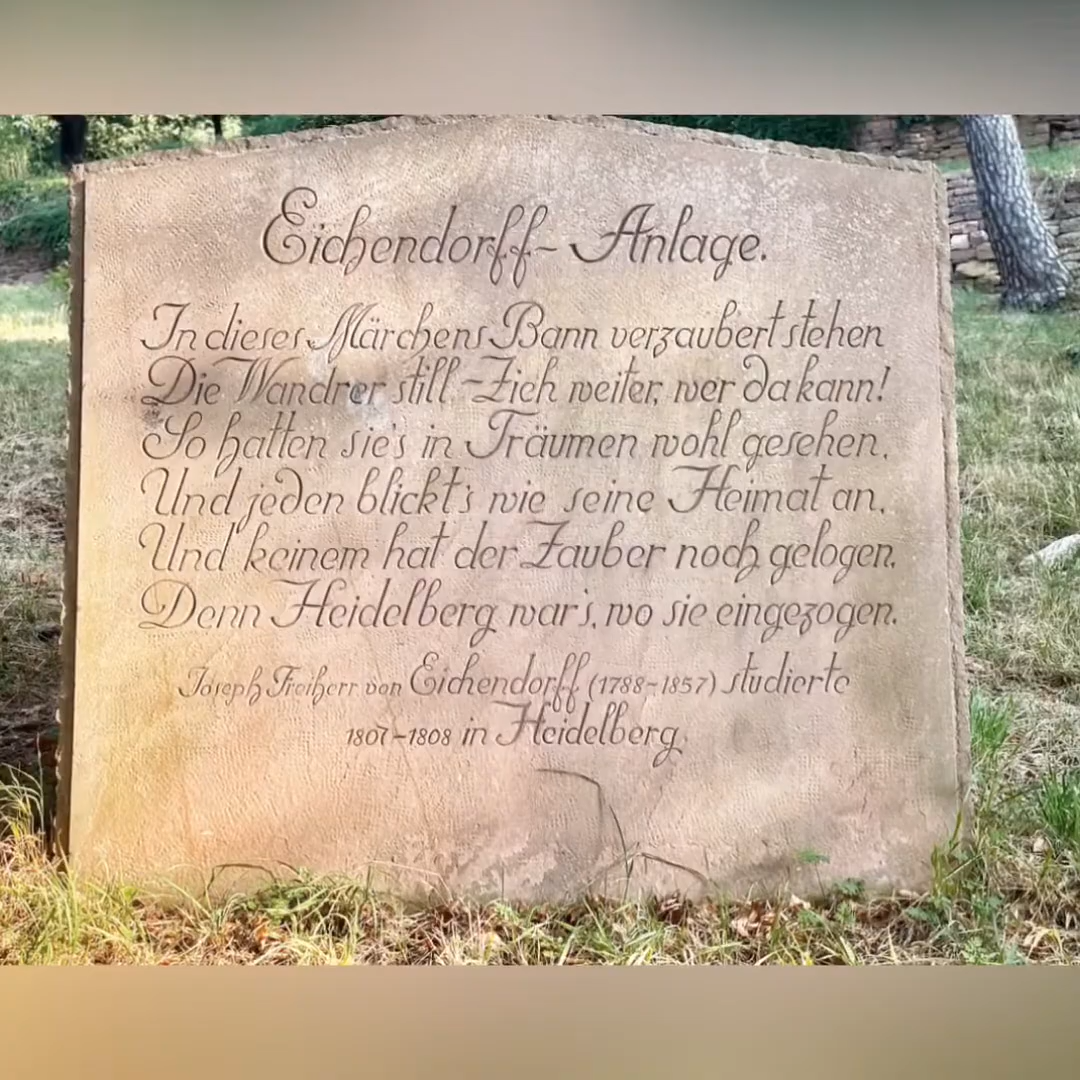 Eichendorff-Anlage.
In dieses Märchens Bann verzaubert stehen
Die Wandrer still. - Zieh weiter, wer da kann!
So hatten sie's in Träumen wohl gesehen,
Und jeden blickt's wie seine Heimat an,
Und keinem hat der Zauber noch gelogen,
Denn Heidelberg war's, wo sie eingezogen.
Joseph Freiherr von Eichendorff (1788-1857) studierte
1807-1808 in Heidelberg.